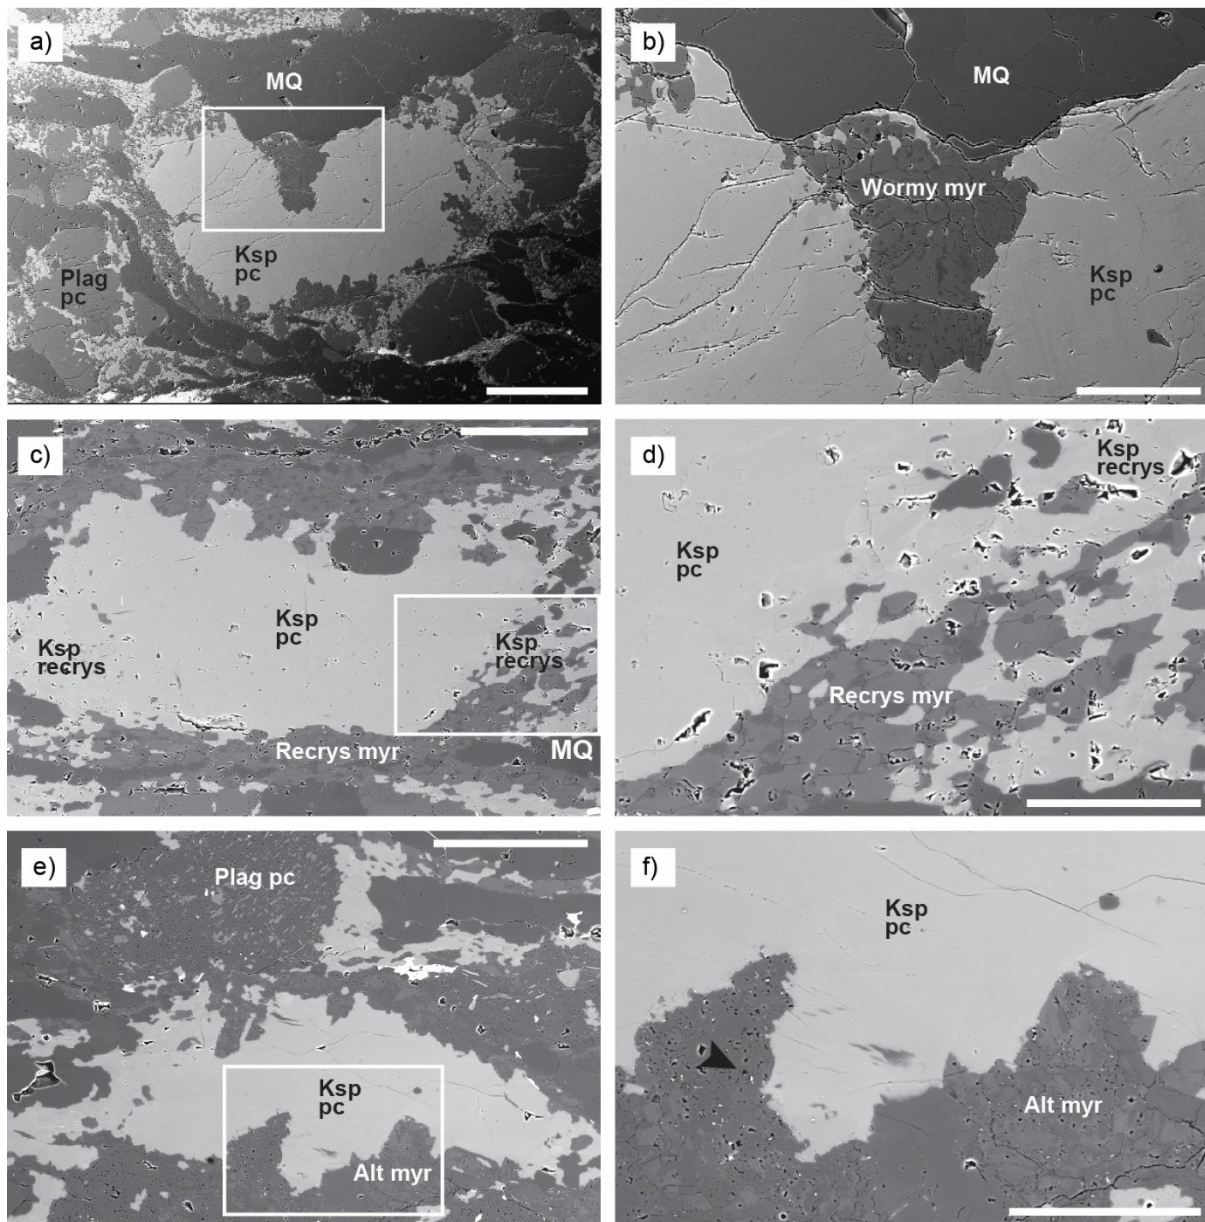 a)
MQ
Ksp
pc
Plag
pc
b)
MQ
Wormy myr
Ksp
pc
c)
Ksp
pc
Ksp
recrys
Ksp
recrys
Recrys myr
MQ
d)
Ksp
recrys
Ksp
pc
Recrys myr
e)
Plag pc
Ksp
pc
Alt myr
f)
Ksp
pc
Alt myr